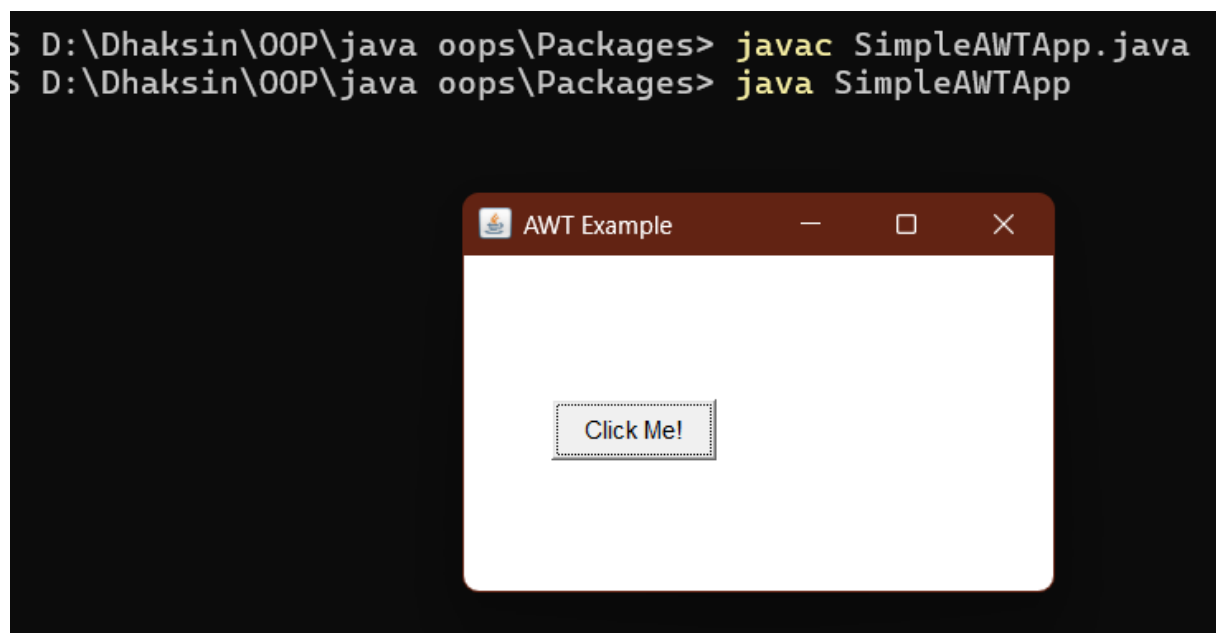 S D:\Dhaksin\OOP\java oops\Packages> javac SimpleAWTApp.java
S D:\Dhaksin\OOP\java oops\Packages> java SimpleAWTApp
AWT Example
Click Me!